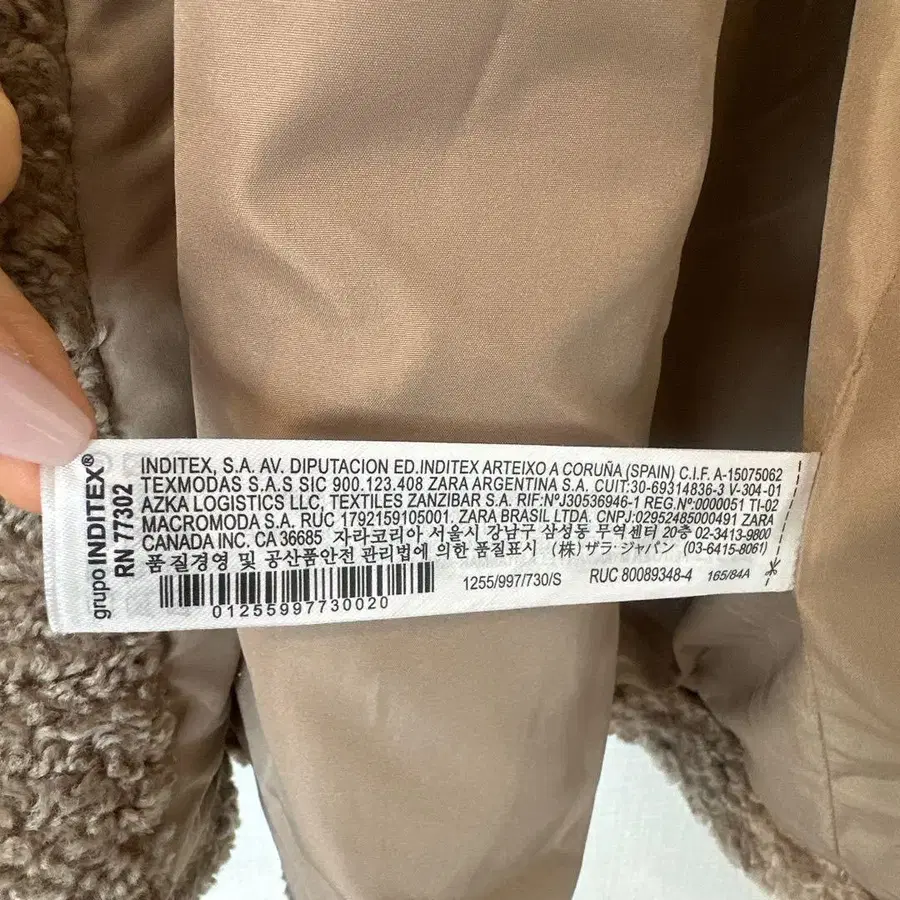 grupo INDITEX®
RN 77302
INDITEX, S.A. AV. DIPUTACION ED.INDITEX ARTEIXO A CORUÑA (SPAIN) C.I.F. A-15075062
TEXMODAS S.A.S SIC 900.123.408 ZARA ARGENTINA S.A. CUIT:30-69314836-3 V-304-01
AZKA LOGISTICS LLC, TEXTILES ZANZIBAR S.A. RIF:NºJ30536946-1 REG.Nº:0000051 TI-02
MACROMODA S.A. RUC 1792159105001. ZARA BRASIL LTDA. CNPJ:02952485000491 ZARA
CANADA INC. CA 36685 자라코리아 서울시 강남구 삼성동 무역센터 20층 02-3413-9800
품질경영 및 공산품안전 관리법에 의한 품질표시 (株) ザラ·ジャパン (03-6415-8061)
1255/997/730/S RUC 80089348-4 165/84A
01255997730020